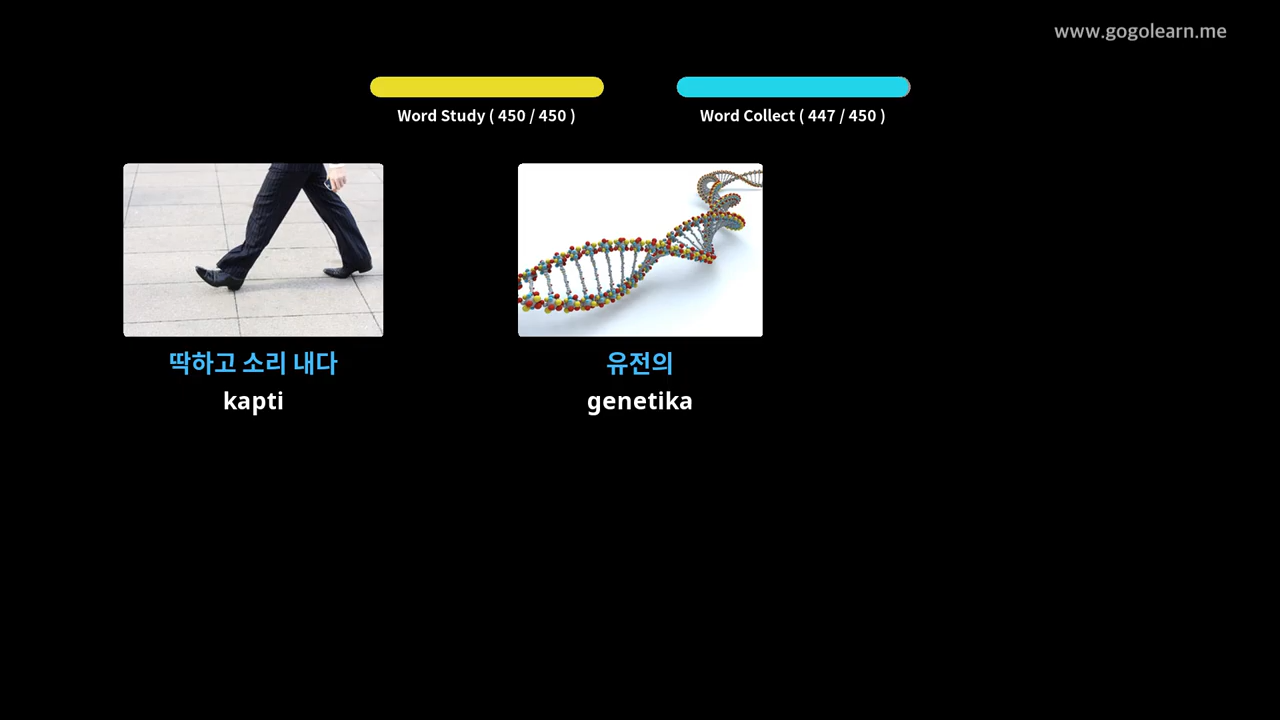 www.gogolearn.me
Word Study ( 450 / 450 )
Word Collect ( 447 / 450 )
딱하고 소리 내다
kapti
유전의
genetika